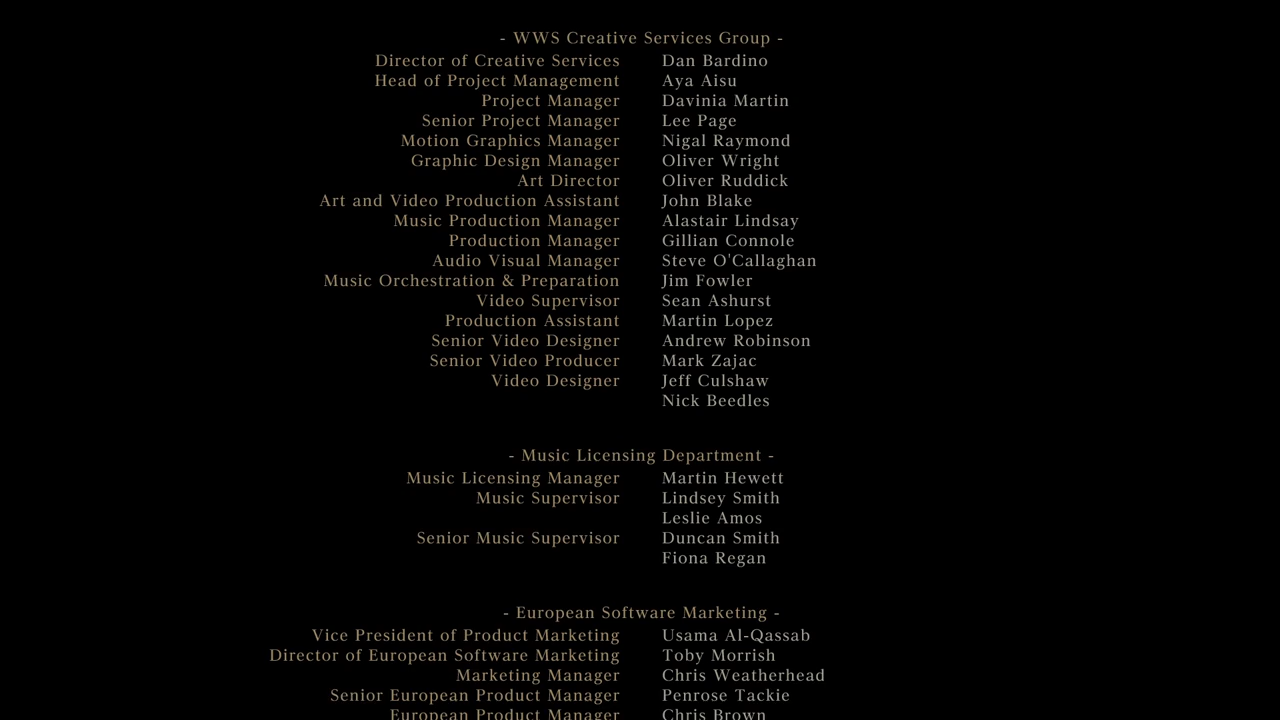 - WWS Creative Services Group -
Director of Creative Services Dan Bardino
Head of Project Management Aya Aisu
Project Manager Davinia Martin
Senior Project Manager Lee Page
Motion Graphics Manager Nigal Raymond
Graphic Design Manager Oliver Wright
Art Director Oliver Ruddick
Art and Video Production Assistant John Blake
Music Production Manager Alastair Lindsay
Production Manager Gillian Connole
Audio Visual Manager Steve O'Callaghan
Music Orchestration & Preparation Jim Fowler
Video Supervisor Sean Ashurst
Production Assistant Martin Lopez
Senior Video Designer Andrew Robinson
Senior Video Producer Mark Zajac
Video Designer Jeff Culshaw
Nick Beedles
- Music Licensing Department -
Music Licensing Manager Martin Hewett
Music Supervisor Lindsey Smith
Leslie Amos
Senior Music Supervisor Duncan Smith
Fiona Regan
- European Software Marketing -
Vice President of Product Marketing Usama Al-Qassab
Director of European Software Marketing Toby Morrish
Marketing Manager Chris Weatherhead
Senior European Product Manager Penrose Tackie
European Product Manager Chris Brown